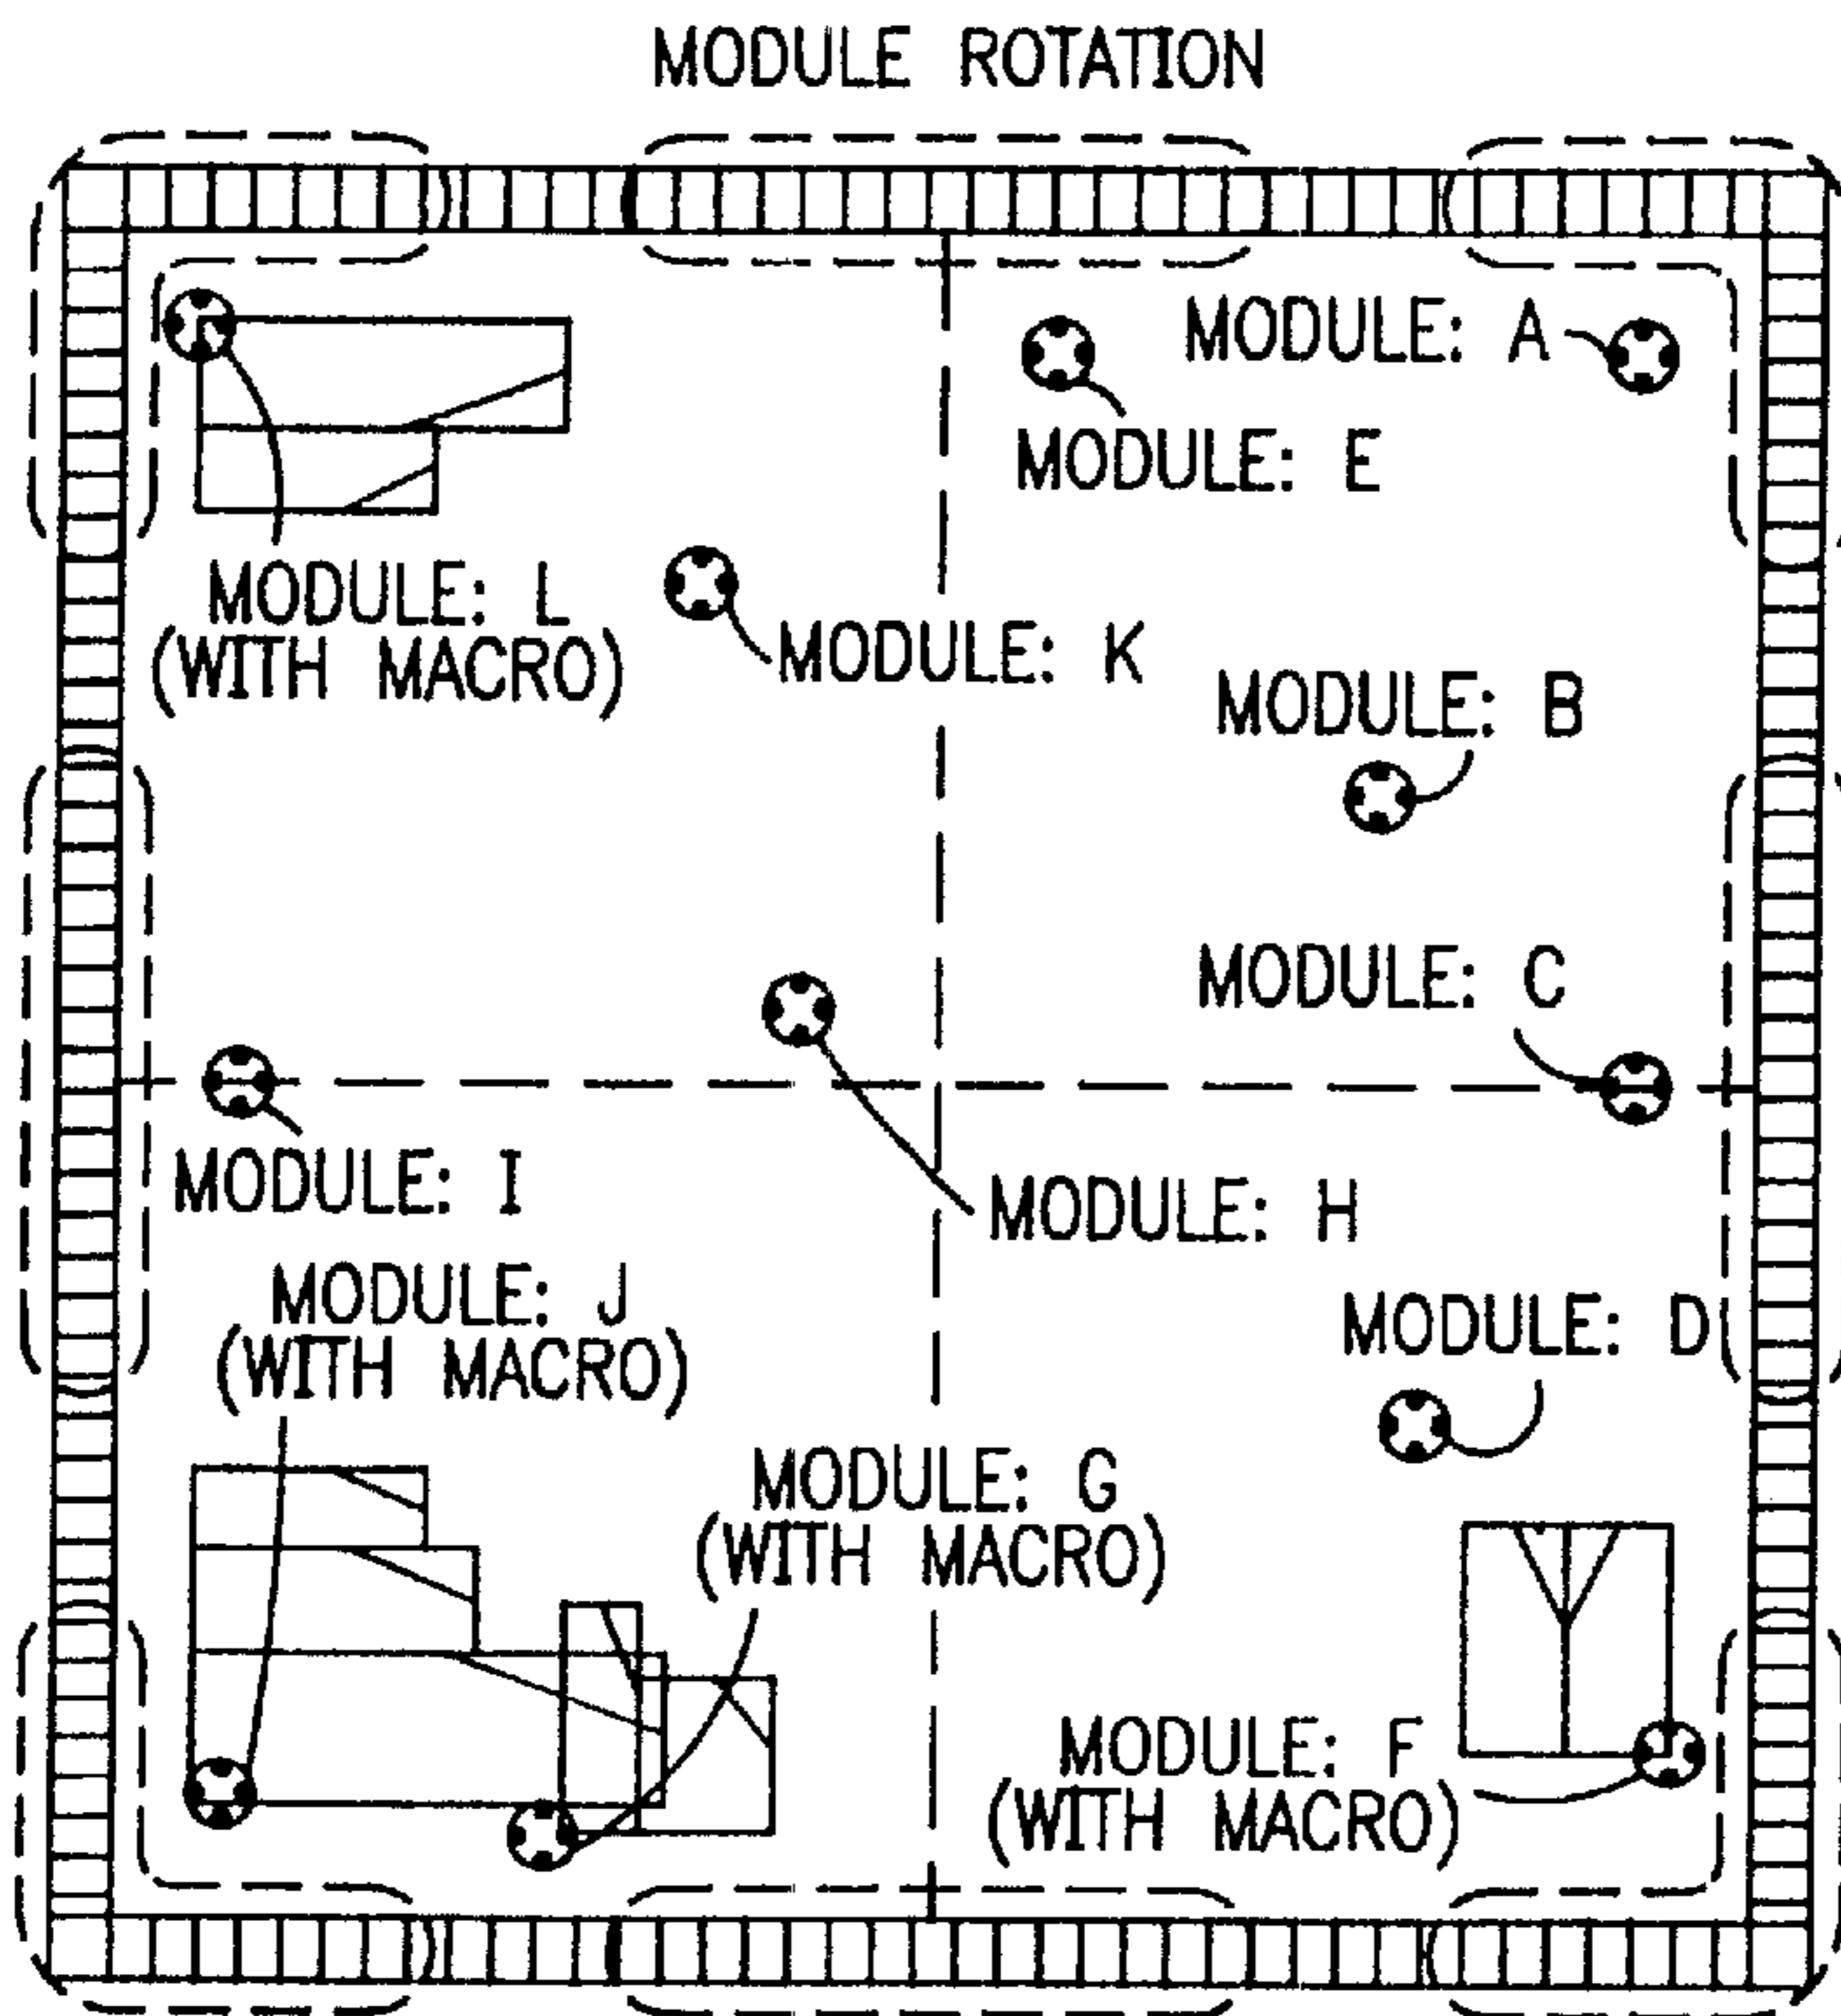 MODULE ROTATION
MODULE: A
MODULE: E
MODULE: L
(WITH MACRO)
MODULE: K
MODULE: B
MODULE: C
MODULE: I
MODULE: H
MODULE: J
(WITH MACRO)
MODULE: D
MODULE: G
(WITH MACRO)
MODULE: F
(WITH MACRO)